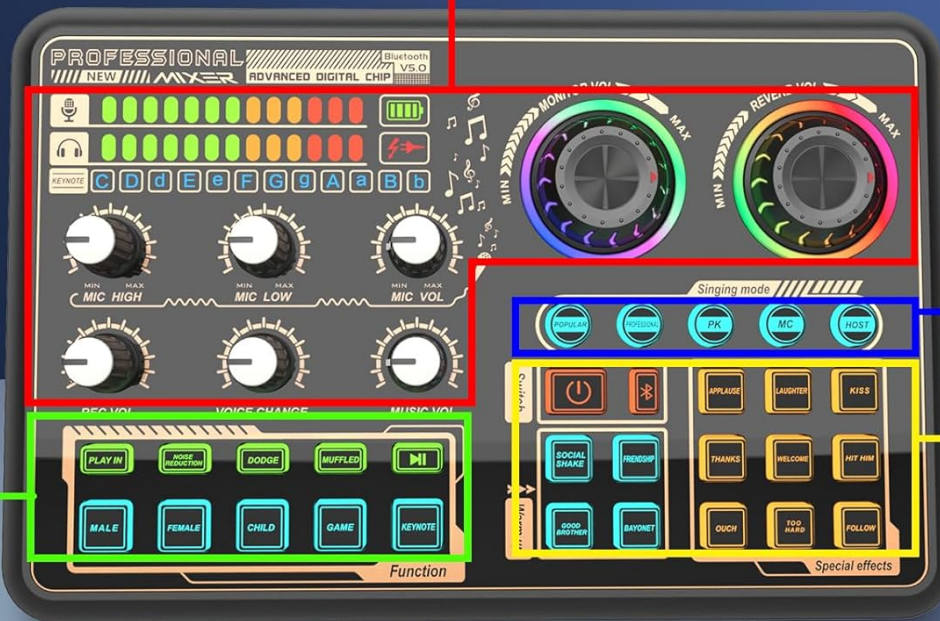 PROFESSIONAL
Bluetooth
V5.0
NEW MIXER
ADVANCED DIGITAL CHIP
MONITOR VOL
MIN
MAX
REVERB VOL
MIN
MAX
KEYNOTE C D d E e F G g A a B b
MIN MAX
MIC HIGH
MIN MAX
MIC LOW
MIN MAX
MIC VOL
REC VOL
VOICE CHANGE
MUSIC VOL
Singing mode
POPULAR PROFESSIONAL PK MC HOST
Switch
APPLAUSE LAUGHTER KISS
SOCIAL
SHAKE
FRIENDSHIP
THANKS WELCOME HIT HIM
GOOD
BROTHER
BAYONET
OUCH
TOO
HARD
FOLLOW
Special effects
PLAY IN
NOISE
REDUCTION
DODGE MUFFLED
MALE FEMALE CHILD GAME KEYNOTE
Function